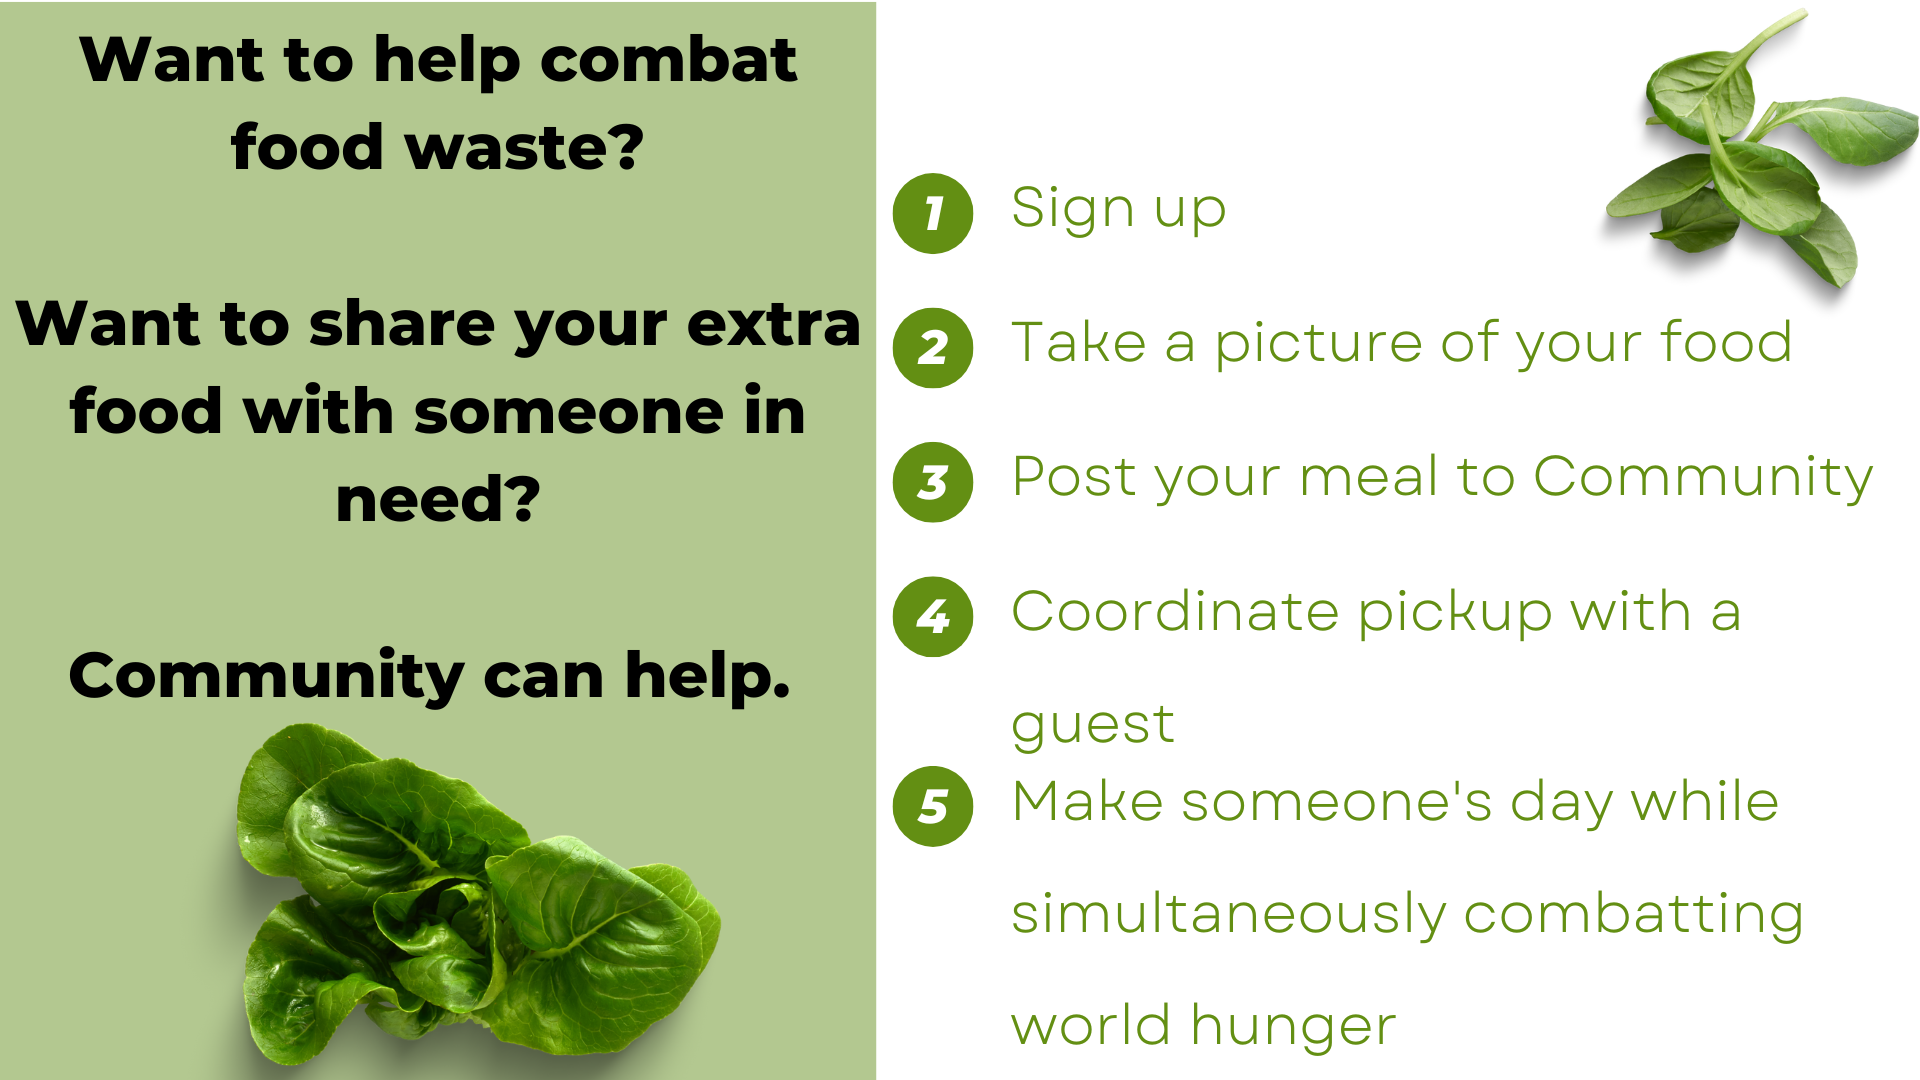 Want to help combat
food waste?
Want to share your extra
food with someone in
need?
Community can help.
1 Sign up
2 Take a picture of your food
3 Post your meal to Community
4 Coordinate pickup with a
guest
5 Make someone's day while
simultaneously combatting
world hunger